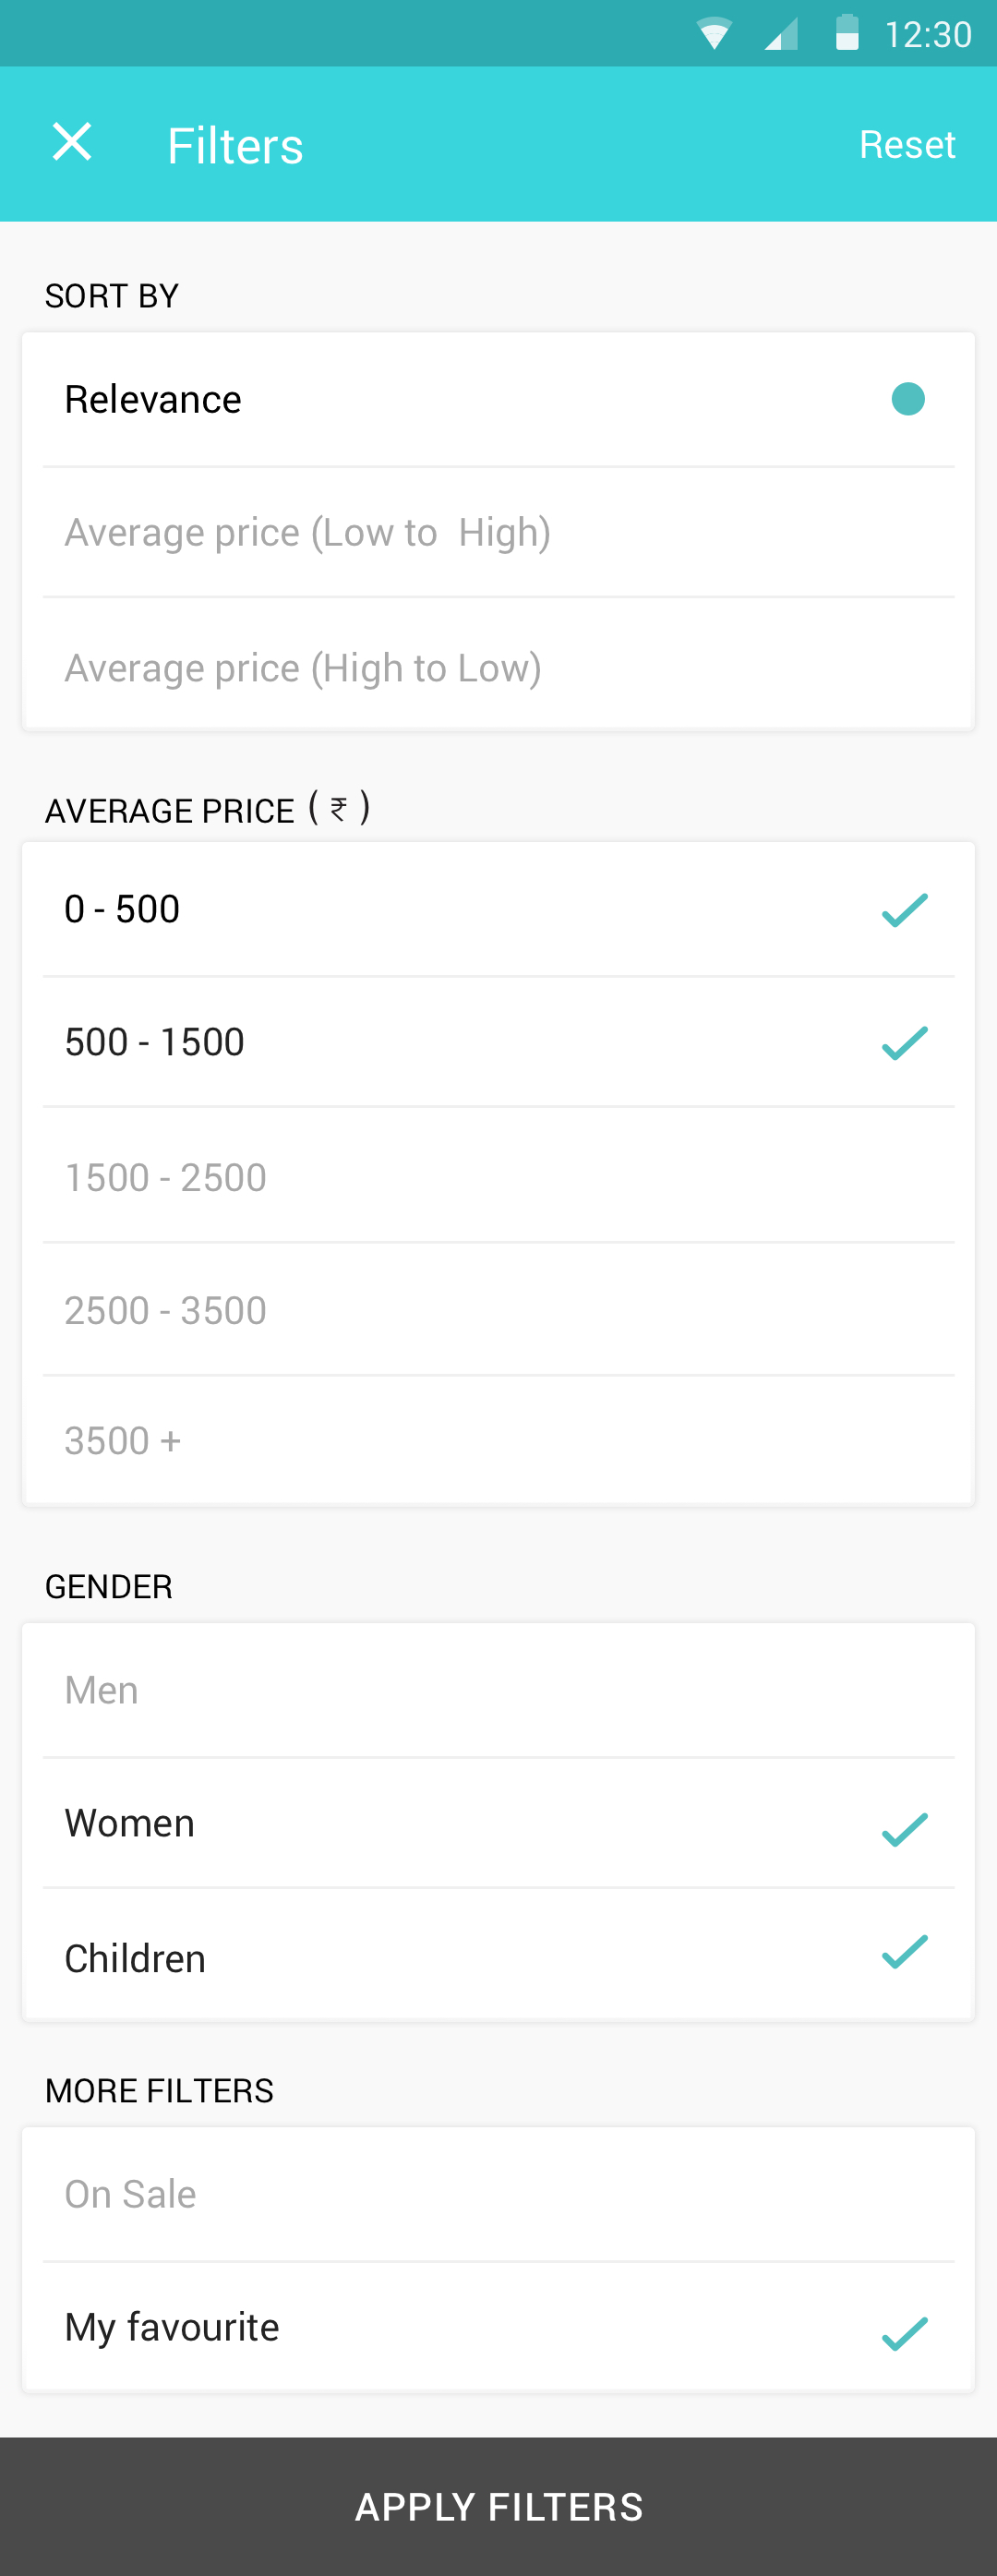 12:30
Filters
Reset
SORT BY
Relevance
Average price (Low to  High)
Average price (High to Low)
AVERAGE PRICE ( ₹ )
0 - 500
500 - 1500
1500 - 2500
2500 - 3500
3500 +
GENDER
Men
Women
Children
MORE FILTERS
On Sale
My favourite
APPLY FILTERS